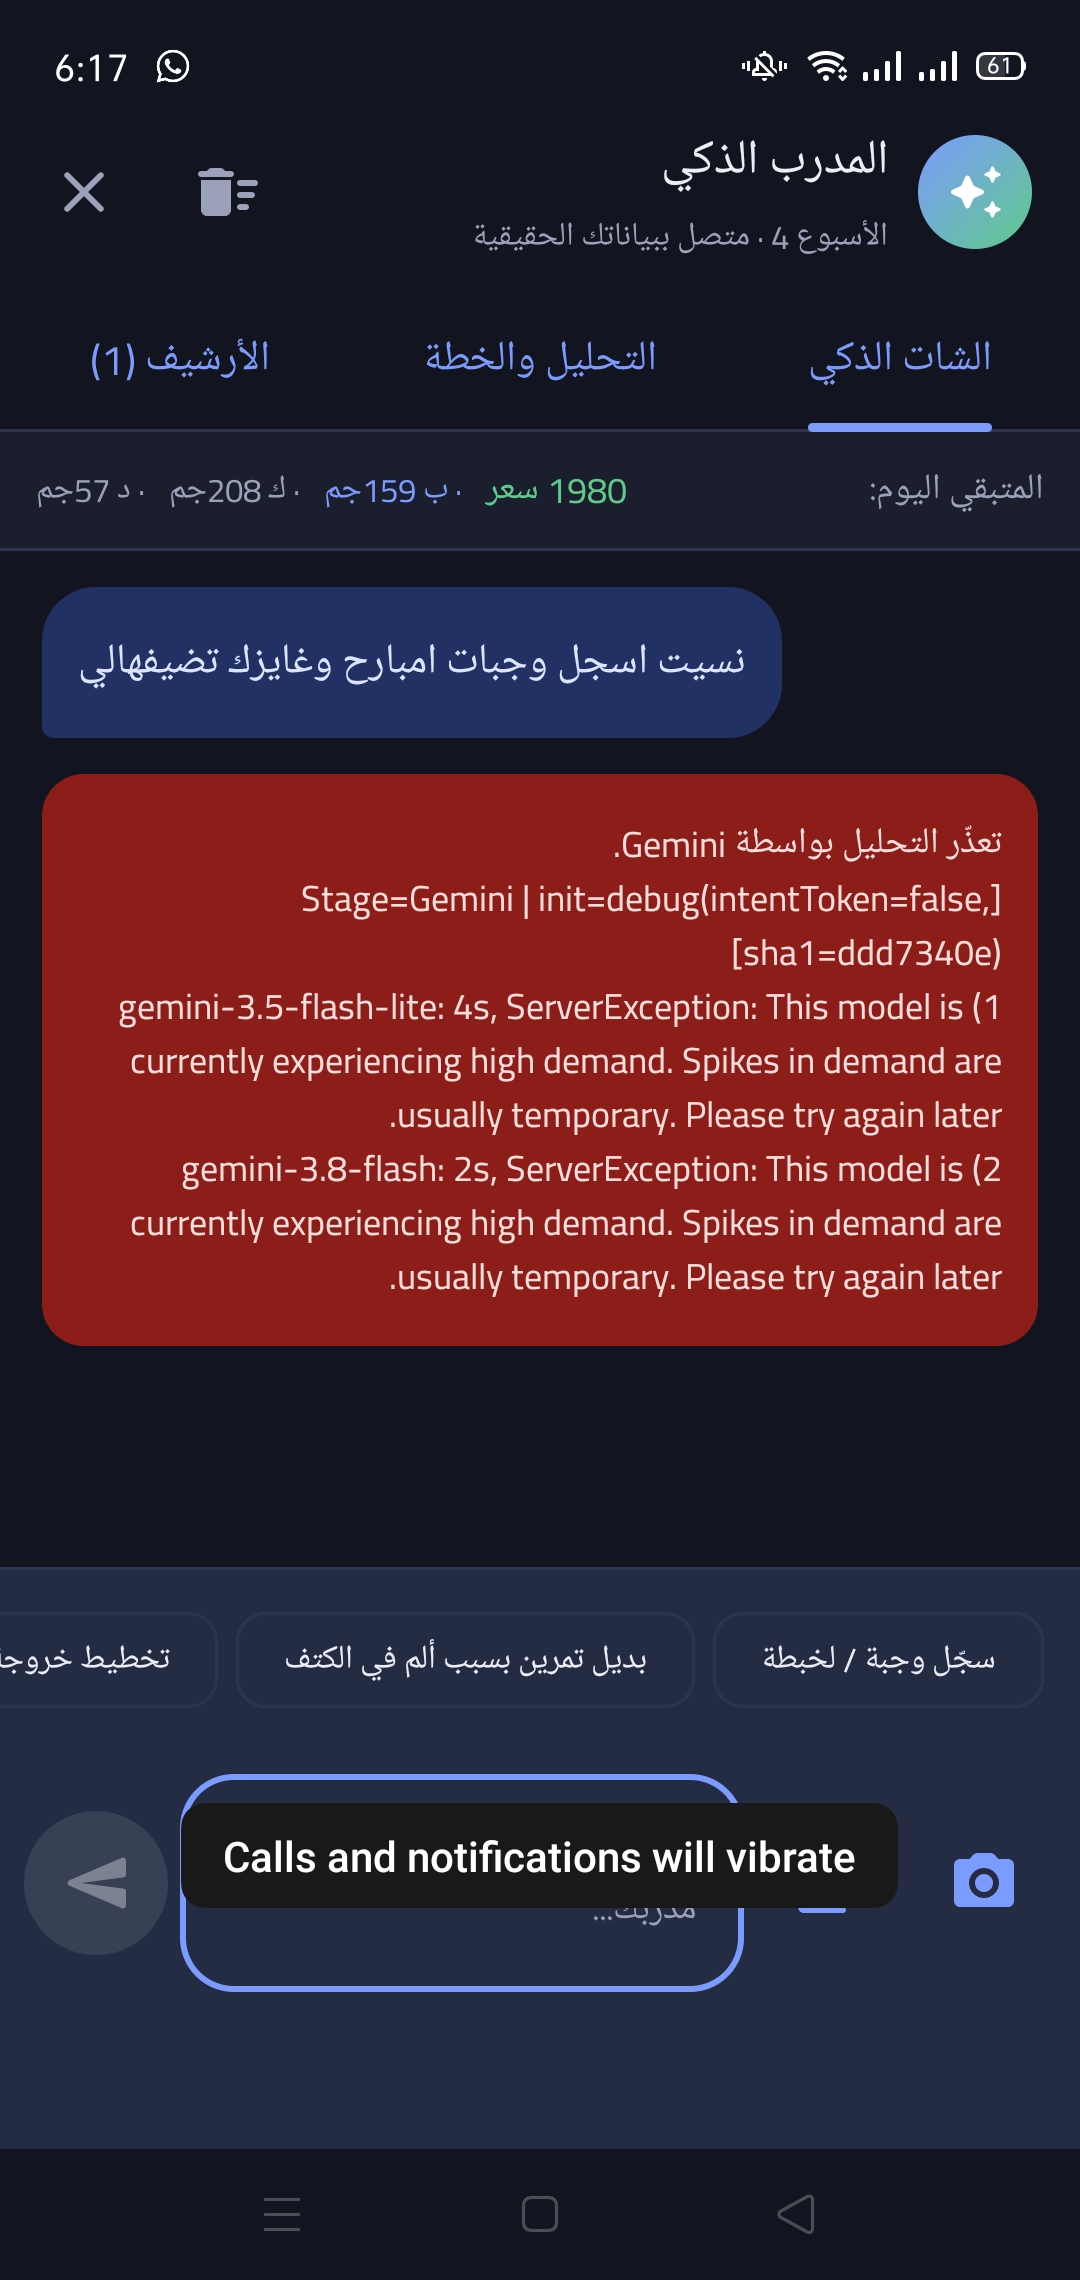 6:17
61
المدرب الذكي
الأسبوع 4 · متصل ببياناتك الحقيقية
الشات الذكي
التحليل والخطة
الأرشيف (1)
المتبقي اليوم:
1980 سعر · ب 159جم · ك 208جم · د 57جم
نسيت اسجل وجبات امبارح وغايزك تضيفهالي
تعذّر التحليل بواسطة Gemini.
[Stage=Gemini | init=debug(intentToken=false,
sha1=ddd7340e)]
1) gemini-3.5-flash-lite: 4s, ServerException: This model is
currently experiencing high demand. Spikes in demand are
usually temporary. Please try again later.
2) gemini-3.8-flash: 2s, ServerException: This model is
currently experiencing high demand. Spikes in demand are
usually temporary. Please try again later.
سجّل وجبة / لخبطة
بديل تمرين بسبب ألم في الكتف
تخطيط
Calls and notifications will vibrate
مدربك...